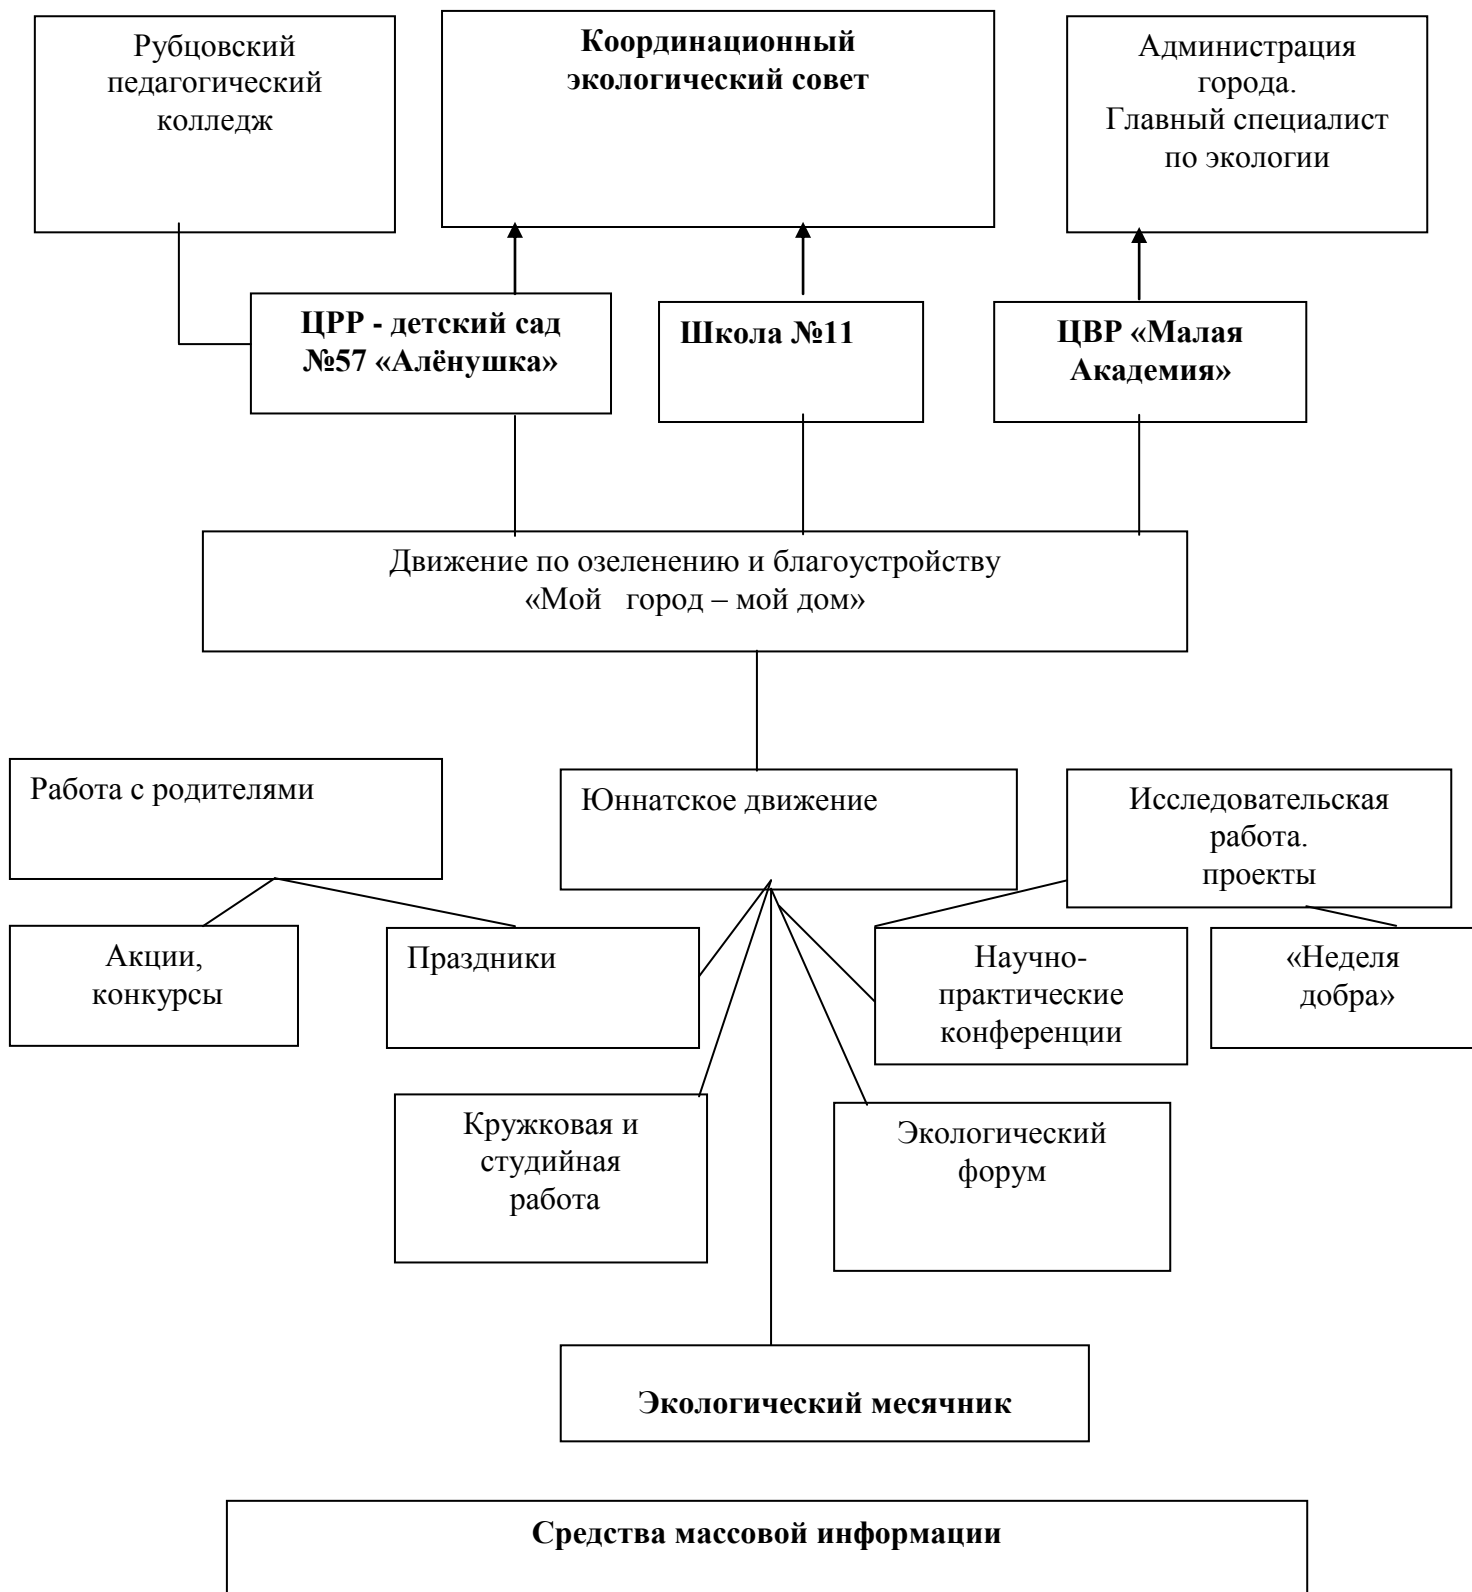 Рубцовский
педагогический
колледж
Координационный
экологический совет
Администрация
города.
Главный специалист
по экологии
ЦРР - детский сад
№57 «Алёнушка»
Школа №11
ЦВР «Малая
Академия»
Движение по озеленению и благоустройству
«Мой   город – мой дом»
Работа с родителями
Юннатское движение
Исследовательская
работа.
проекты
Акции,
конкурсы
Праздники
Научно-
практические
конференции
«Неделя
добра»
Кружковая и
студийная
работа
Экологический
форум
Экологический месячник
Средства массовой информации